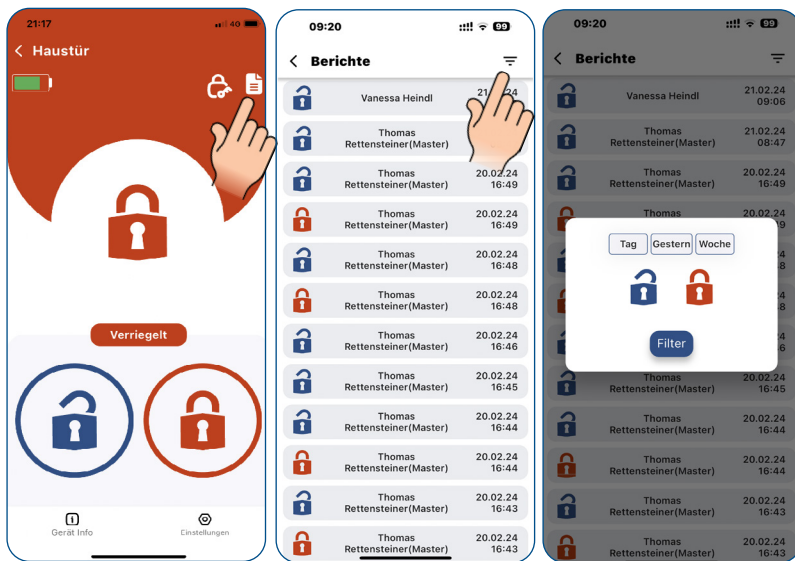 21:17
40
Haustür
Verriegelt
Gerät Info
Einstellungen
09:20
99
Berichte
Vanessa Heindl
Thomas
Rettensteiner(Master)
Thomas 20.02.24
Rettensteiner(Master) 16:49
Thomas 20.02.24
Rettensteiner(Master) 16:49
Thomas 20.02.24
Rettensteiner(Master) 16:48
Thomas 20.02.24
Rettensteiner(Master) 16:48
Thomas 20.02.24
Rettensteiner(Master) 16:46
Thomas 20.02.24
Rettensteiner(Master) 16:45
Thomas 20.02.24
Rettensteiner(Master) 16:44
Thomas 20.02.24
Rettensteiner(Master) 16:44
Thomas 20.02.24
Rettensteiner(Master) 16:43
Thomas 20.02.24
Rettensteiner(Master) 16:43
09:20
99
Berichte
Vanessa Heindl 21.02.24
09:06
Thomas 21.02.24
Rettensteiner(Master) 08:47
Thomas 20.02.24
Rettensteiner(Master) 16:49
Thomas 20.02.24
Tag Gestern Woche
Filter
Thomas 20.02.24
Rettensteiner(Master) 16:45
Thomas 20.02.24
Rettensteiner(Master) 16:44
Thomas 20.02.24
Rettensteiner(Master) 16:44
Thomas 20.02.24
Rettensteiner(Master) 16:43
Thomas 20.02.24
Rettensteiner(Master) 16:43